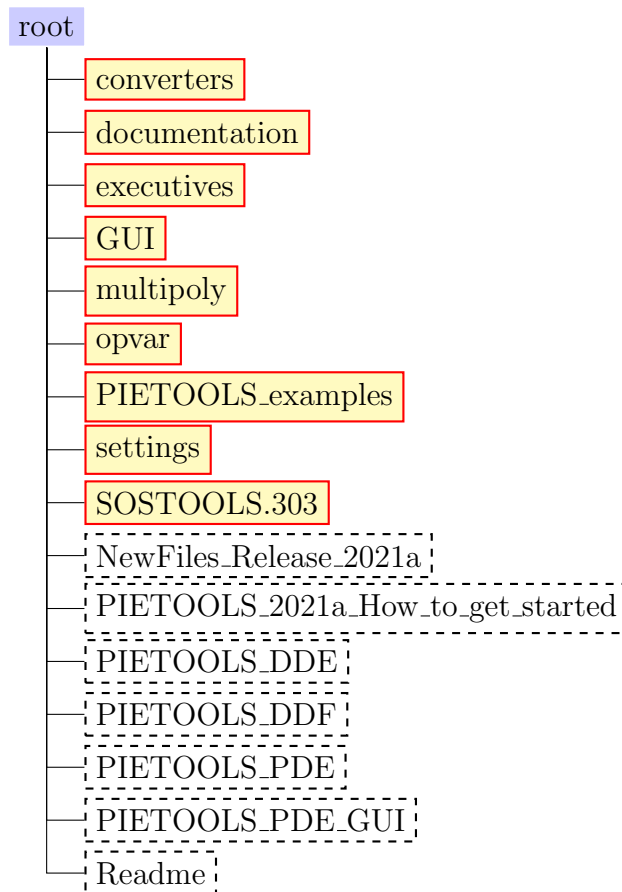 root
converters
documentation
executives
GUI
multipoly
opvar
PIETOOLS_examples
settings
SOSTOOLS.303
NewFiles_Release_2021a
PIETOOLS_2021a_How_to_get_started
PIETOOLS_DDE
PIETOOLS_DDF
PIETOOLS_PDE
PIETOOLS_PDE_GUI
Readme